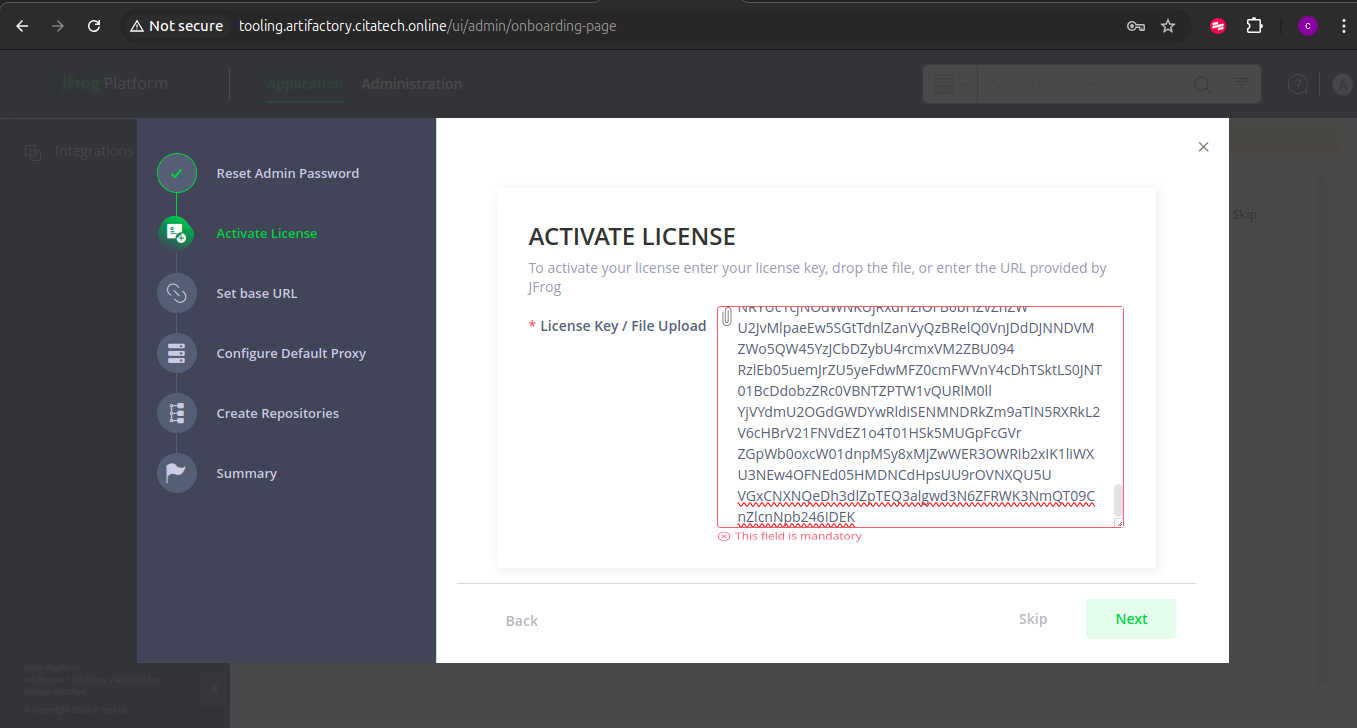 Not secure
tooling.artifactory.citatech.online/ui/admin/onboarding-page
C
JFrog Platform
Application
Administration
Search Packages
A
Integrations
Skip
Reset Admin Password
Activate License
Set base URL
Configure Default Proxy
Create Repositories
Summary
ACTIVATE LICENSE
To activate your license enter your license key, drop the file, or enter the URL provided by
JFrog
* License Key / File Upload
U2JvMlpaeEw5SGtTdnlZanVyQzBRelQ0VnJDdDJNNDVM
ZWo5QW45YzJCbDZybU4rcmxVM2ZBU094
RzlEb05uemJrZU5yeFdwMFZ0cmFWVnY4cDhTSktLS0JNT
01BcDdobzZRc0VBNTZPTW1vQURlM0ll
YjVYdmU2OGdGWDYwRldiSENMNDRkZm9aTlN5RXRkL2
V6cHBrV21FNVdEZ1o4T01HSk5MUGpFcGVr
ZGpWb0oxcW01dnpMSy8xMjZwWER3OWRib2xIK1liWX
U3NEw4OFNEd05HMDNCdHpsUU9rOVNXQU5U
VGxCNXNQeDh3dlZpTEQ3algwd3N6ZFRWK3NmQT09C
nZlcnNpb246IDEK
This field is mandatory
Back
Skip
Next
JFrog Platform
license installed.
© Copyright 2024 JFrog Ltd